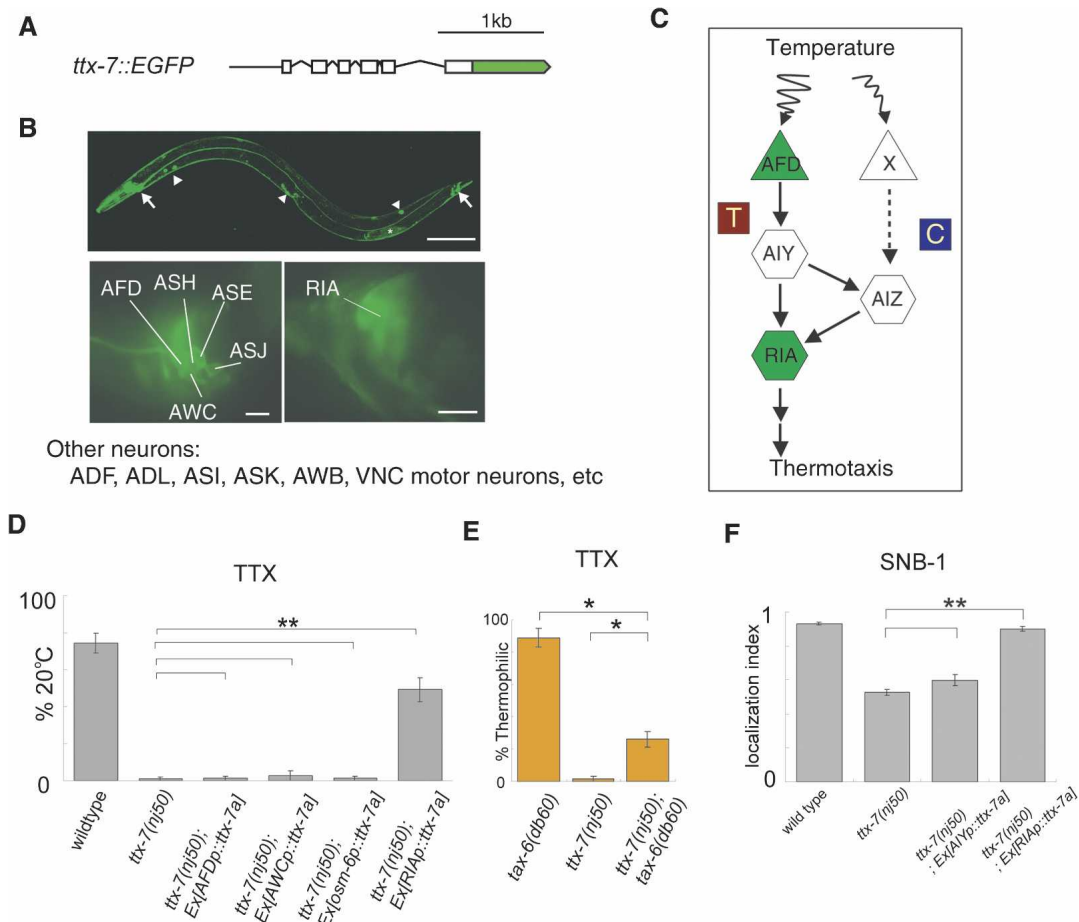 A
1kb
ttx-7::EGFP
B
AFD
ASH
ASE
ASJ
AWC
RIA
Other neurons:
ADF, ADL, ASI, ASK, AWB, VNC motor neurons, etc
C
Temperature
AFD
X
T
C
AIY
AIZ
RIA
Thermotaxis
D
TTX
100
% 20°C
0
**
wildtype
ttx-7(nj50)
ttx-7(nj50);
Ex[AFDp::ttx-7a]
ttx-7(nj50);
Ex[AWCp::ttx-7a]
ttx-7(nj50);
Ex[osm-6p::ttx-7a]
ttx-7(nj50);
Ex[RIAp::ttx-7a]
E
TTX
100
% Thermophilic
0
*
*
tax-6(db60)
ttx-7(nj50)
ttx-7(nj50);
tax-6(db60)
F
SNB-1
1
localization index
0
**
wild type
ttx-7(nj50)
ttx-7(nj50)
; Ex[AIYp::ttx-7a]
ttx-7(nj50)
; Ex[RIAp::ttx-7a]